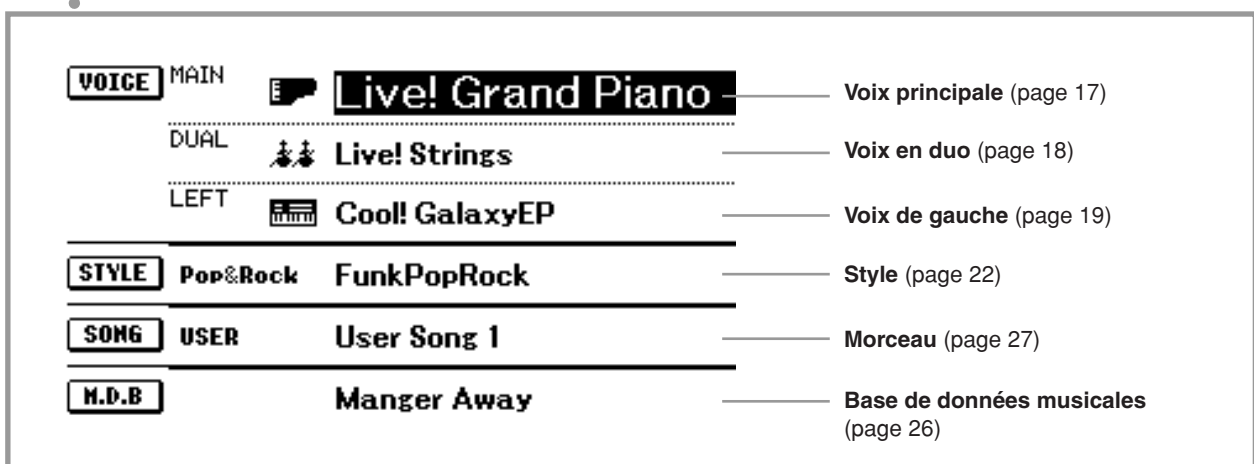 VOICE MAIN Live! Grand Piano Voix principale (page 17)
DUAL Live! Strings Voix en duo (page 18)
LEFT Cool! GalaxyEP Voix de gauche (page 19)
STYLE Pop&Rock FunkPopRock Style (page 22)
SONG USER User Song 1 Morceau (page 27)
M.D.B Manger Away Base de données musicales
(page 26)